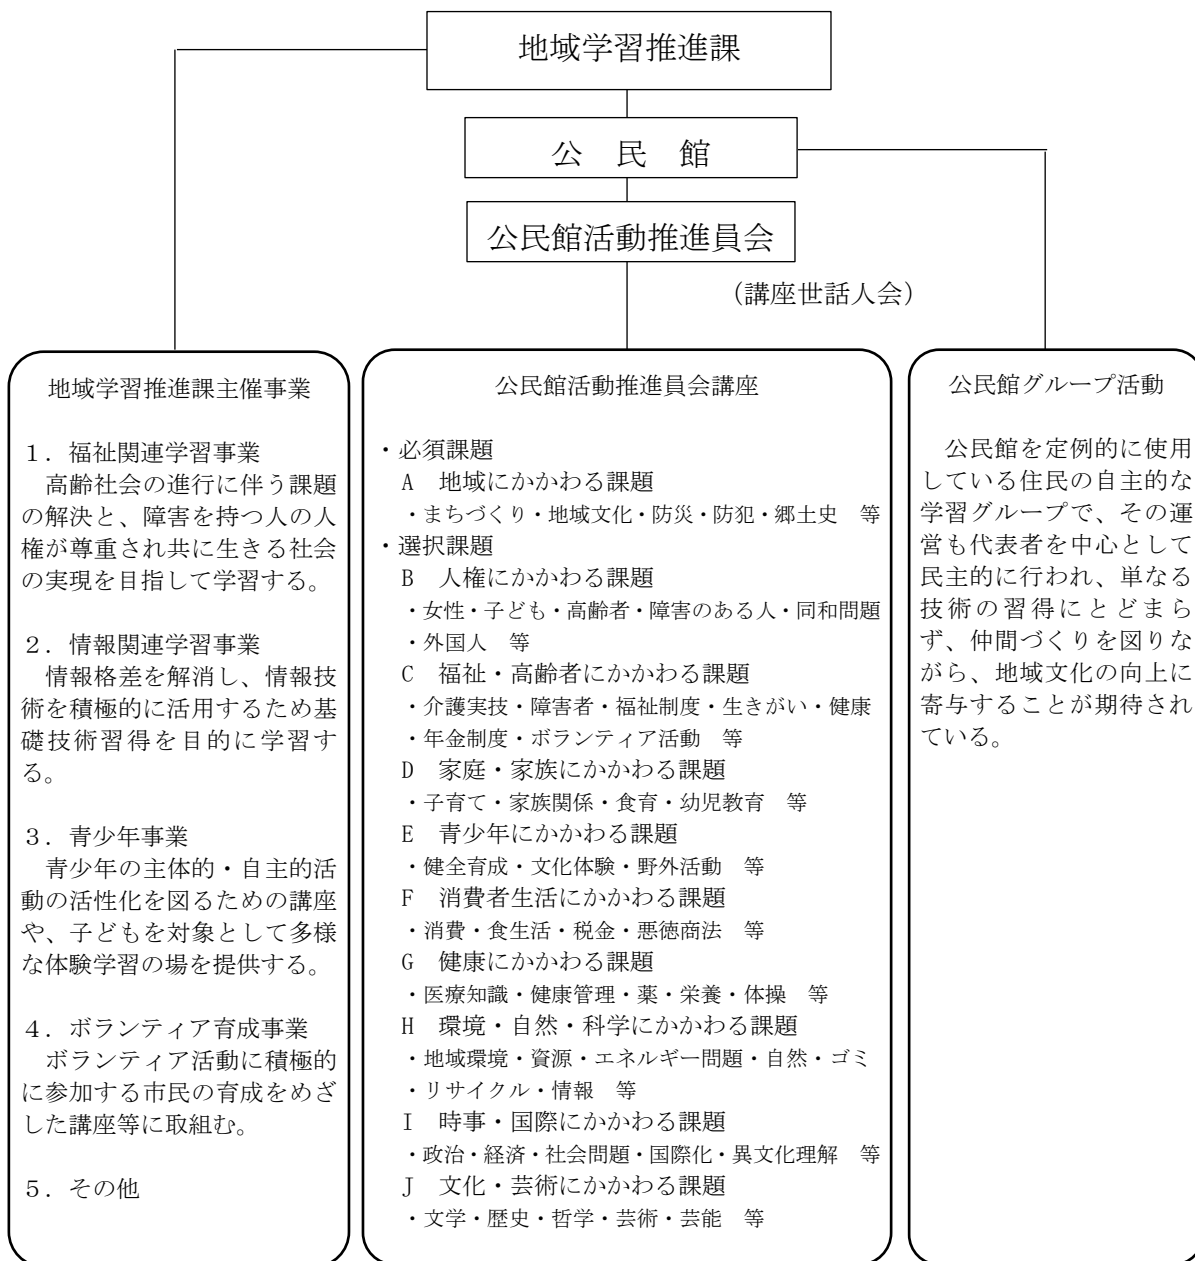 地域学習推進課
公　民　館
公民館活動推進員会
（講座世話人会）
地域学習推進課主催事業
１．福祉関連学習事業
　高齢社会の進行に伴う課題
の解決と、障害を持つ人の人
権が尊重され共に生きる社会
の実現を目指して学習する。
２．情報関連学習事業
　情報格差を解消し、情報技
術を積極的に活用するため基
礎技術習得を目的に学習す
る。
３．青少年事業
　青少年の主体的・自主的活
動の活性化を図るための講座
や、子どもを対象として多様
な体験学習の場を提供する。
４．ボランティア育成事業
　ボランティア活動に積極的
に参加する市民の育成をめざ
した講座等に取組む。
５．その他
公民館活動推進員会講座
・必須課題
A　地域にかかわる課題
・まちづくり・地域文化・防災・防犯・郷土史　等
・選択課題
B　人権にかかわる課題
・女性・子ども・高齢者・障害のある人・同和問題
・外国人　等
C　福祉・高齢者にかかわる課題
・介護実技・障害者・福祉制度・生きがい・健康
・年金制度・ボランティア活動　等
D　家庭・家族にかかわる課題
・子育て・家族関係・食育・幼児教育　等
E　青少年にかかわる課題
・健全育成・文化体験・野外活動　等
F　消費者生活にかかわる課題
・消費・食生活・税金・悪徳商法　等
G　健康にかかわる課題
・医療知識・健康管理・薬・栄養・体操　等
H　環境・自然・科学にかかわる課題
・地域環境・資源・エネルギー問題・自然・ゴミ
・リサイクル・情報　等
I　時事・国際にかかわる課題
・政治・経済・社会問題・国際化・異文化理解　等
J　文化・芸術にかかわる課題
・文学・歴史・哲学・芸術・芸能　等
公民館グループ活動
　公民館を定例的に使用
している住民の自主的な
学習グループで、その運
営も代表者を中心として
民主的に行われ、単なる
技術の習得にとどまら
ず、仲間づくりを図りな
がら、地域文化の向上に
寄与することが期待され
ている。